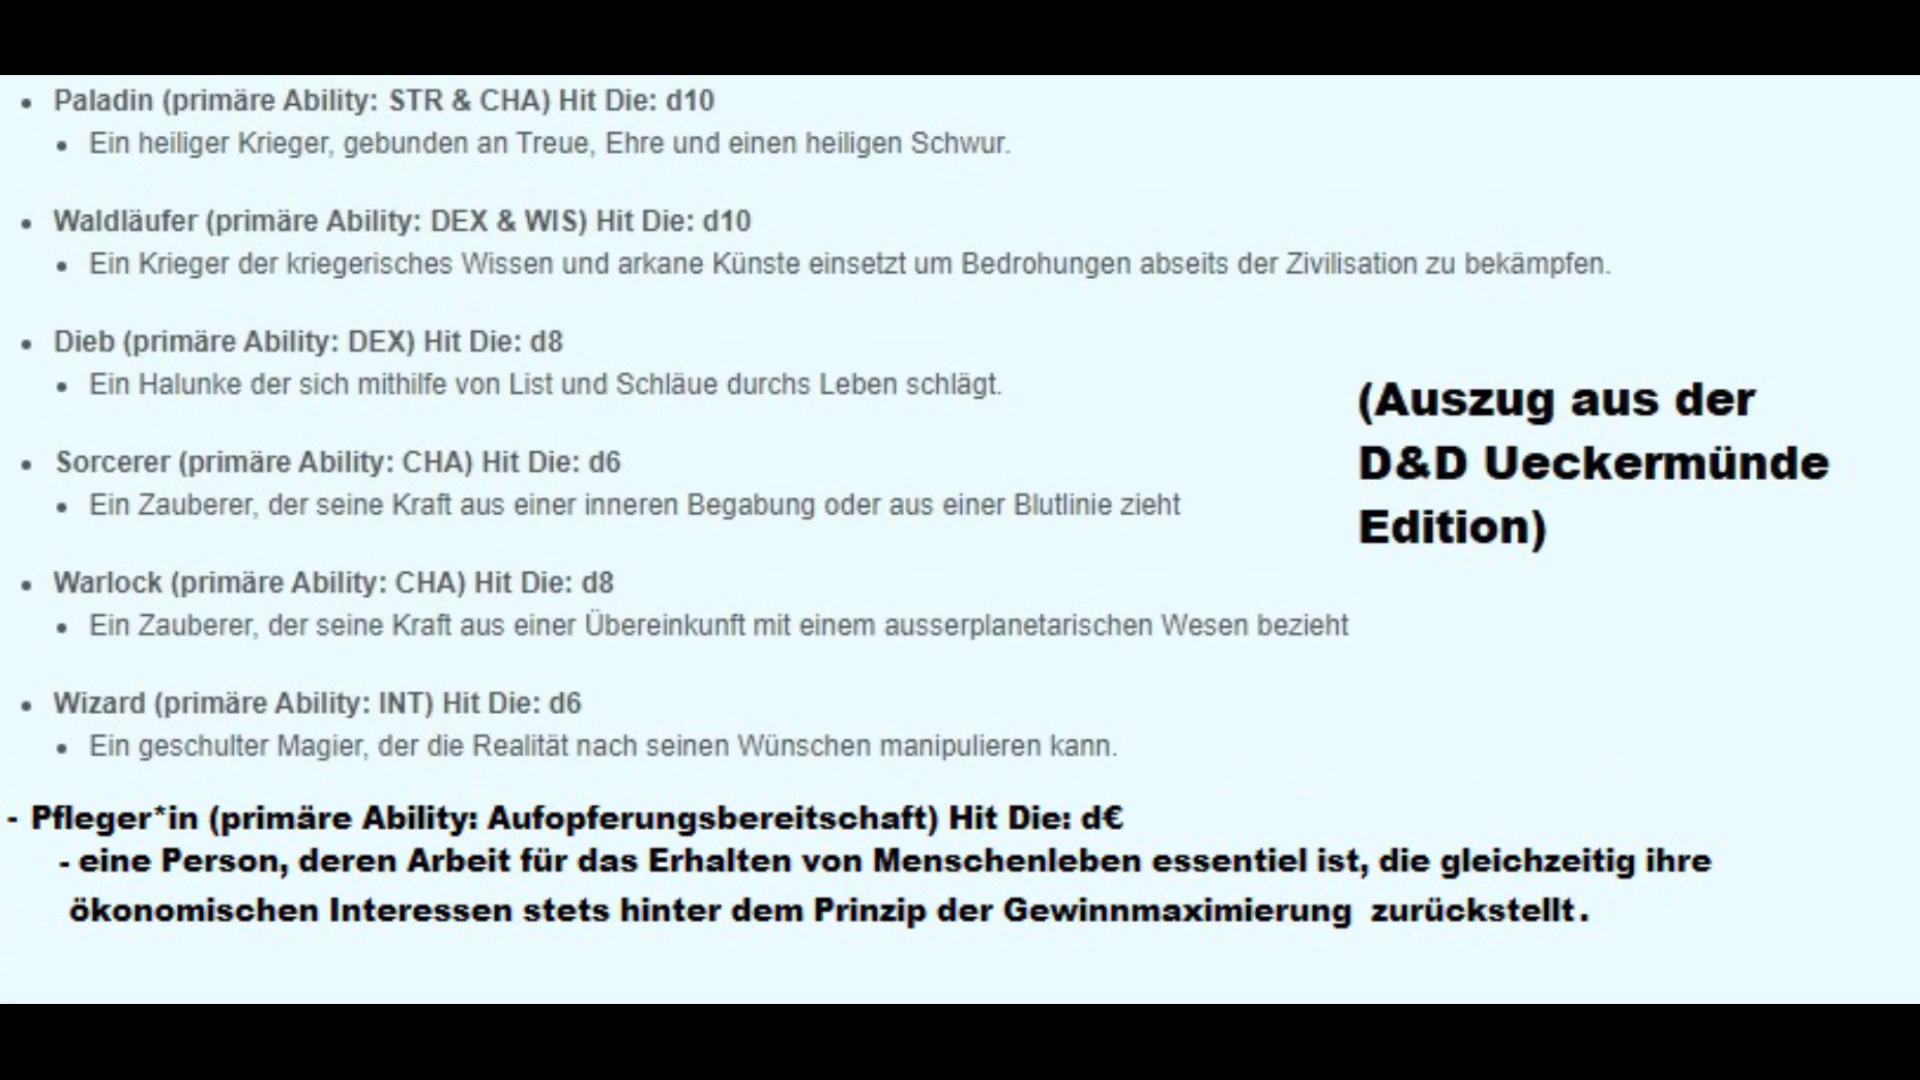 Paladin (primäre Ability: STR & CHA) Hit Die: d10
Ein heiliger Krieger, gebunden an Treue, Ehre und einen heiligen Schwur.
Waldläufer (primäre Ability: DEX & WIS) Hit Die: d10
Ein Krieger der kriegerisches Wissen und arkane Künste einsetzt um Bedrohungen abseits der Zivilisation zu bekämpfen.
Dieb (primäre Ability: DEX) Hit Die: d8
Ein Halunke der sich mithilfe von List und Schläue durchs Leben schlägt.
Sorcerer (primäre Ability: CHA) Hit Die: d6
Ein Zauberer, der seine Kraft aus einer inneren Begabung oder aus einer Blutlinie zieht
Warlock (primäre Ability: CHA) Hit Die: d8
Ein Zauberer, der seine Kraft aus einer Übereinkunft mit einem ausserplanetarischen Wesen bezieht
Wizard (primäre Ability: INT) Hit Die: d6
Ein geschulter Magier, der die Realität nach seinen Wünschen manipulieren kann.
(Auszug aus der
D&D Ueckermünde
Edition)
- Pfleger*in (primäre Ability: Aufopferungsbereitschaft) Hit Die: d€
- eine Person, deren Arbeit für das Erhalten von Menschenleben essentiel ist, die gleichzeitig ihre
ökonomischen Interessen stets hinter dem Prinzip der Gewinnmaximierung zurückstellt.